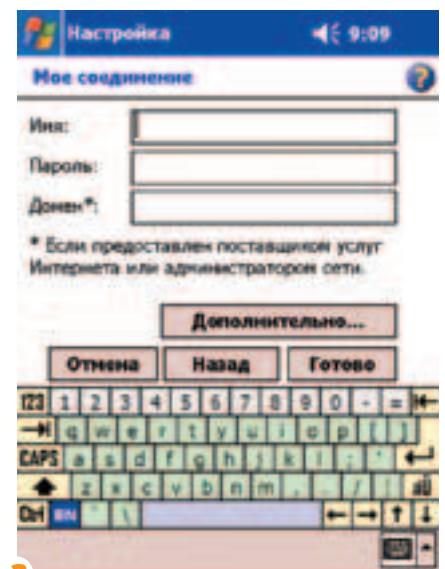 Настройка 9:09
Мое соединение ?
Имя:
Пароль:
Домен*:
* Если предоставлен поставщиком услуг
Интернета или администратором сети.
Дополнительно...
Отмена Назад Готово
123 1 2 3 4 5 6 7 8 9 0 - =
q w e r t y u i o p [ ]
CAPS a s d f g h j k l ; '
z x c v b n m , . /
Ctrl EN ` \